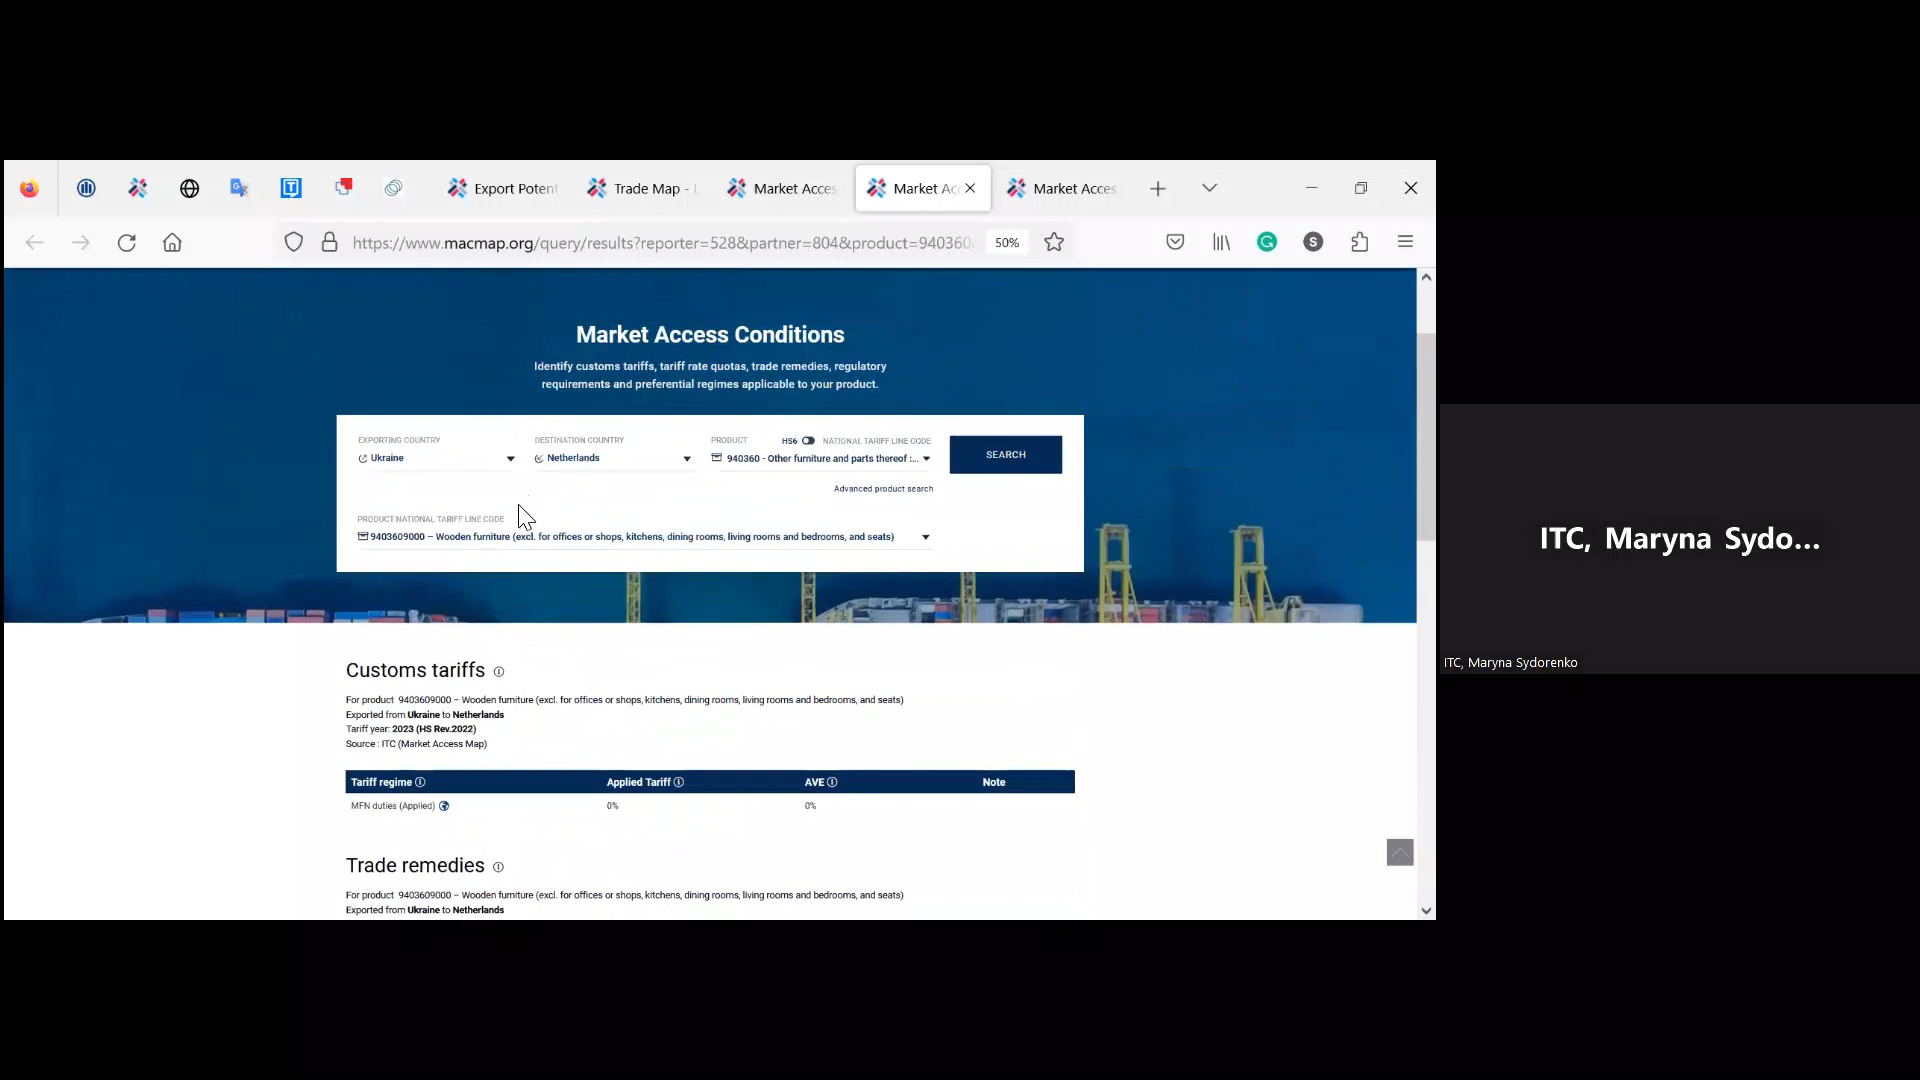 Export Potent
Trade Map - L
Market Acces
Market Ac
Market Acces
https://www.macmap.org/query/results?reporter=528&partner=804&product=940360
50%
S
Market Access Conditions
Identify customs tariffs, tariff rate quotas, trade remedies, regulatory
requirements and preferential regimes applicable to your product.
EXPORTING COUNTRY
DESTINATION COUNTRY
PRODUCT
HS6
NATIONAL TARIFF LINE CODE
Ukraine
Netherlands
940360 - Other furniture and parts thereof :...
SEARCH
Advanced product search
PRODUCT NATIONAL TARIFF LINE CODE
9403609000 – Wooden furniture (excl. for offices or shops, kitchens, dining rooms, living rooms and bedrooms, and seats)
ITC, Maryna Sydo...
ITC, Maryna Sydorenko
Customs tariffs
For product 9403609000 – Wooden furniture (excl. for offices or shops, kitchens, dining rooms, living rooms and bedrooms, and seats)
Exported from Ukraine to Netherlands
Tariff year: 2023 (HS Rev.2022)
Source : ITC (Market Access Map)
Tariff regime Applied Tariff AVE Note
MFN duties (Applied) 0% 0%
Trade remedies
For product 9403609000 – Wooden furniture (excl. for offices or shops, kitchens, dining rooms, living rooms and bedrooms, and seats)
Exported from Ukraine to Netherlands